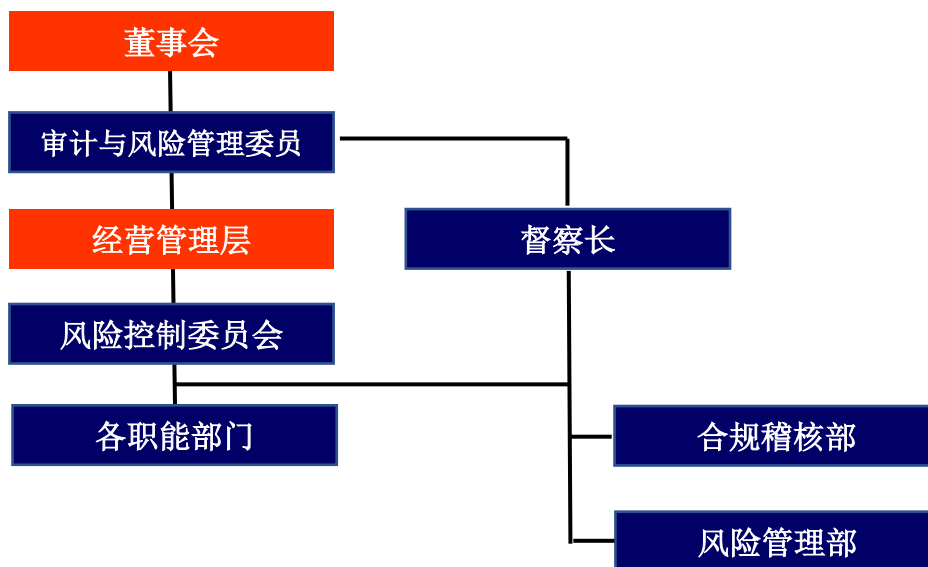 董事会
审计与风险管理委员
经营管理层
督察长
风险控制委员会
各职能部门
合规稽核部
风险管理部